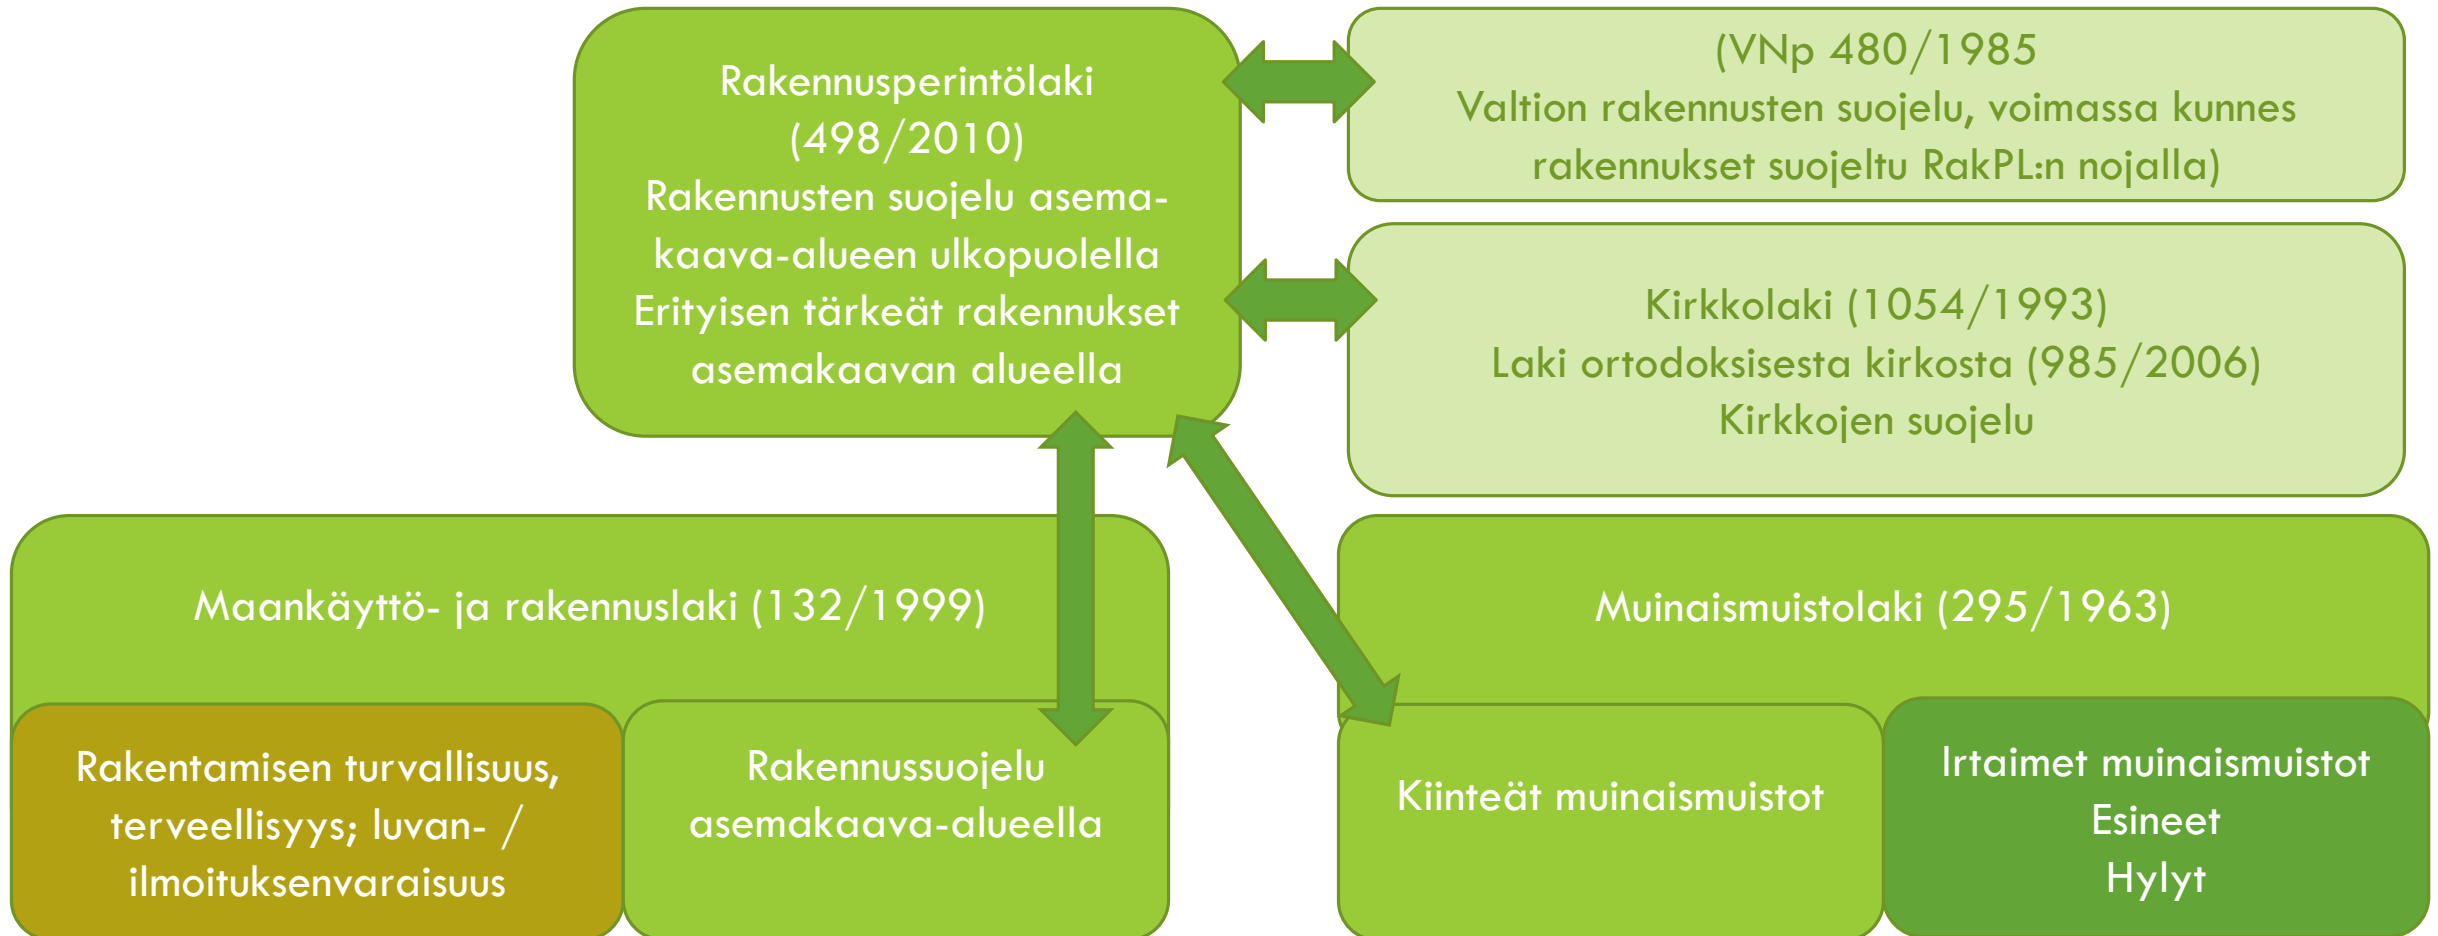 Rakennusperintölaki
(498/2010)
Rakennusten suojelu asema-
kaava-alueen ulkopuolella
Erityisen tärkeät rakennukset
asemakaavan alueella
(VNp 480/1985
Valtion rakennusten suojelu, voimassa kunnes
rakennukset suojeltu RakPL:n nojalla)
Kirkkolaki (1054/1993)
Laki ortodoksisesta kirkosta (985/2006)
Kirkkojen suojelu
Maankäyttö- ja rakennuslaki (132/1999)
Rakentamisen turvallisuus,
terveellisyys; luvan- /
ilmoituksenvaraisuus
Rakennussuojelu
asemakaava-alueella
Muinaismuistolaki (295/1963)
Kiinteät muinaismuistot
Irtaimet muinaismuistot
Esineet
Hylyt